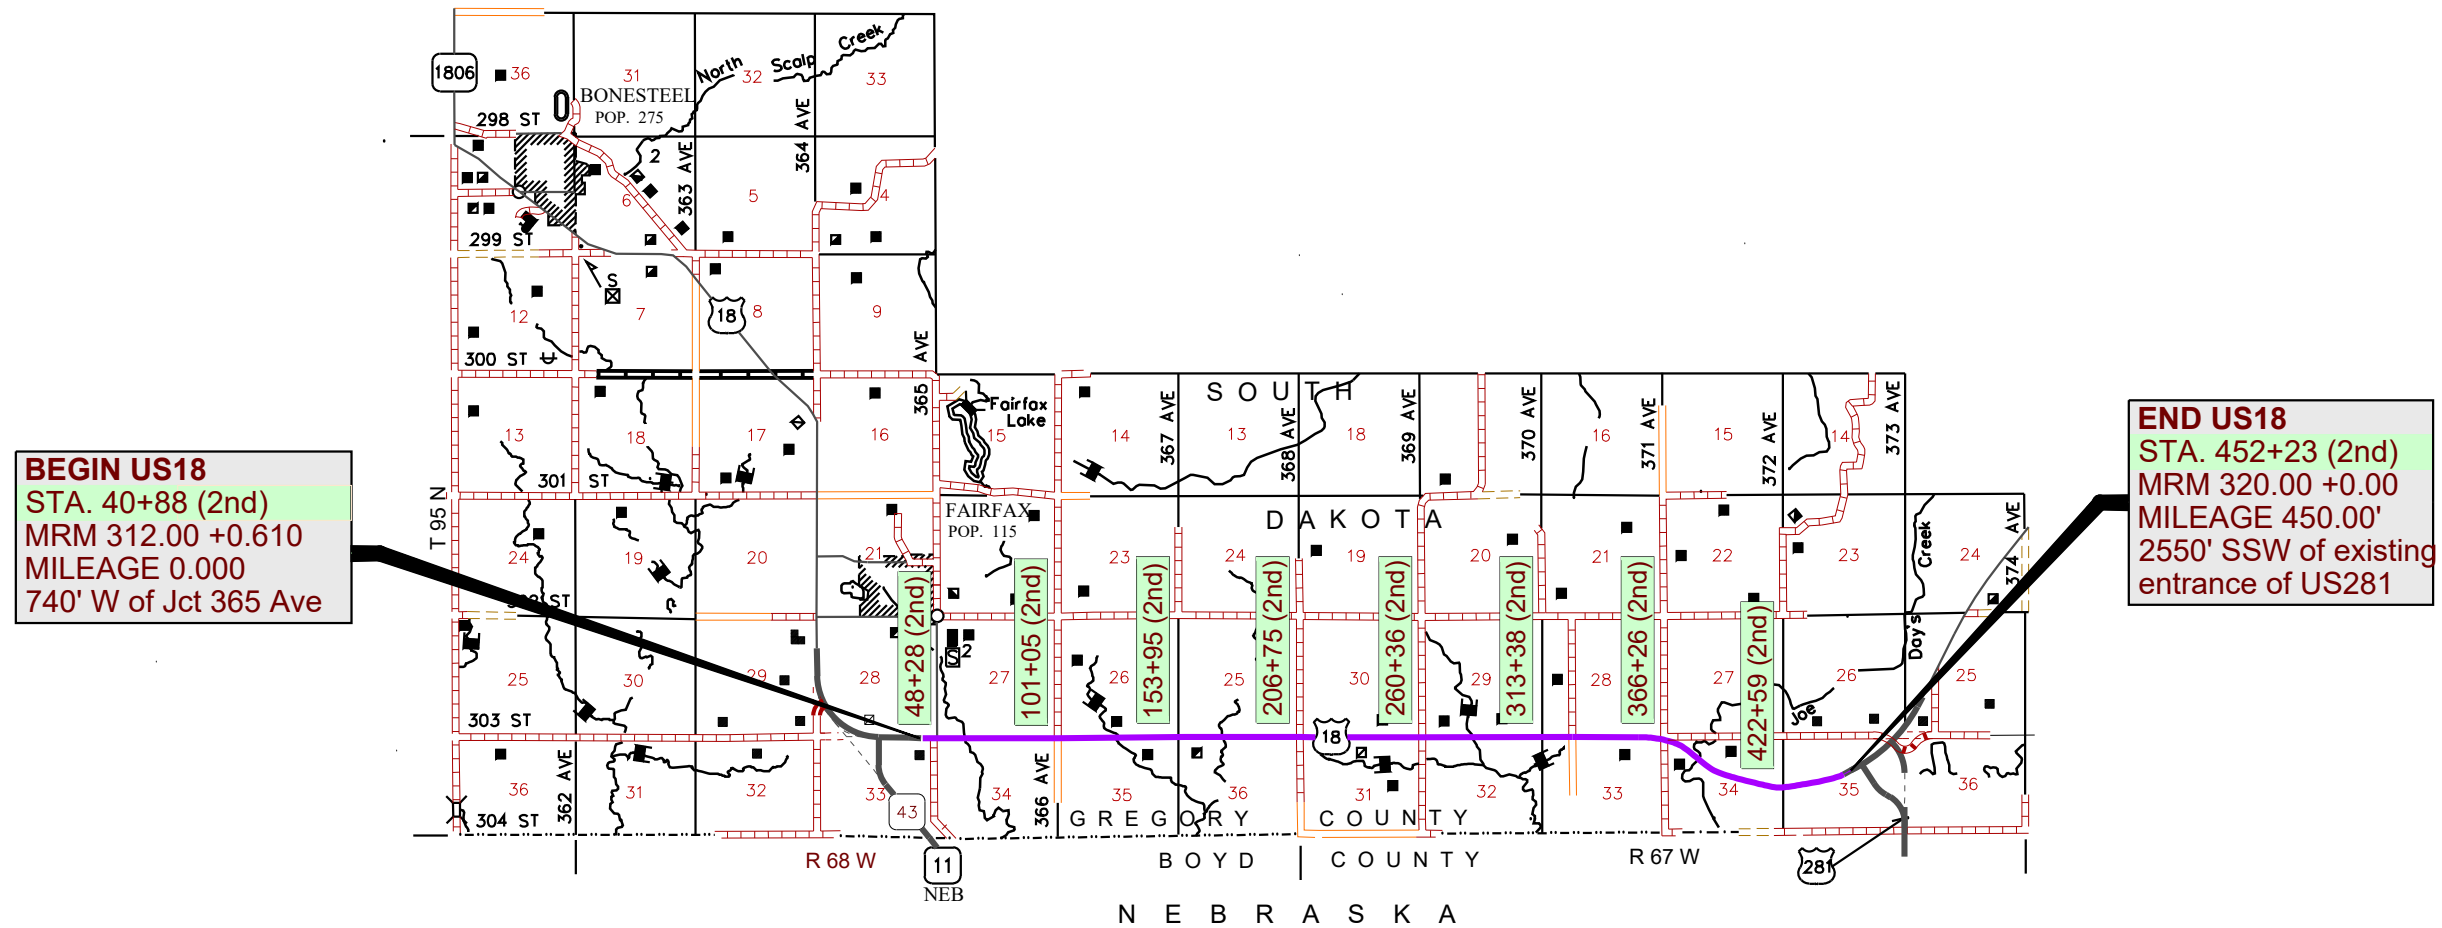 1806
36
31
32
33
North
Scalp
Creek
BONESTEEL
POP. 275
298 ST
364 AVE
363 AVE
2
6
5
4
299 ST
S
12
7
18
8
9
300 ST
365 AVE
13
18
17
16
15
Fairfax
Lake
14
367 AVE
SOUTH
13
368 AVE
18
369 AVE
370 AVE
16
371 AVE
15
372 AVE
14
373 AVE
301 ST
T 95 N
FAIRFAX
POP. 115
DAKOTA
BEGIN US18
STA. 40+88 (2nd)
MRM 312.00 +0.610
MILEAGE 0.000
740' W of Jct 365 Ave
END US18
STA. 452+23 (2nd)
MRM 320.00 +0.00
MILEAGE 450.00'
2550' SSW of existing
entrance of US281
24
19
20
21
23
24
19
20
21
22
23
24
Creek
374 AVE
302 ST
48+28 (2nd)
101+05 (2nd)
153+95 (2nd)
206+75 (2nd)
260+36 (2nd)
313+38 (2nd)
366+26 (2nd)
422+59 (2nd)
S 2
Day's
25
30
29
28
27
26
25
30
29
28
27
26
25
Joe
303 ST
18
362 AVE
366 AVE
36
31
32
33
43
34
35
36
31
32
33
34
35
36
304 ST
GREGORY COUNTY
R 68 W
11
NEB
BOYD COUNTY
R 67 W
281
NEBRASKA